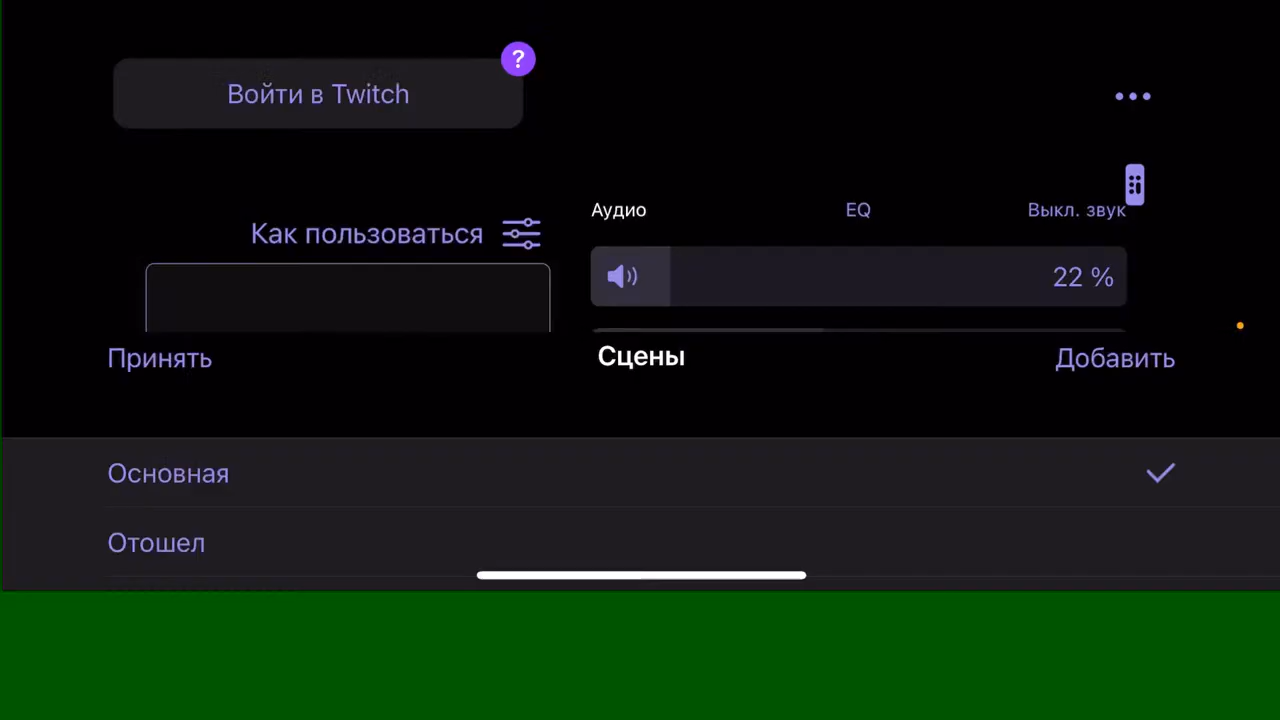 Войти в Twitch
?
Как пользоваться
Аудио
EQ
Выкл. звук
22 %
Принять
Сцены
Добавить
Основная
Отошел